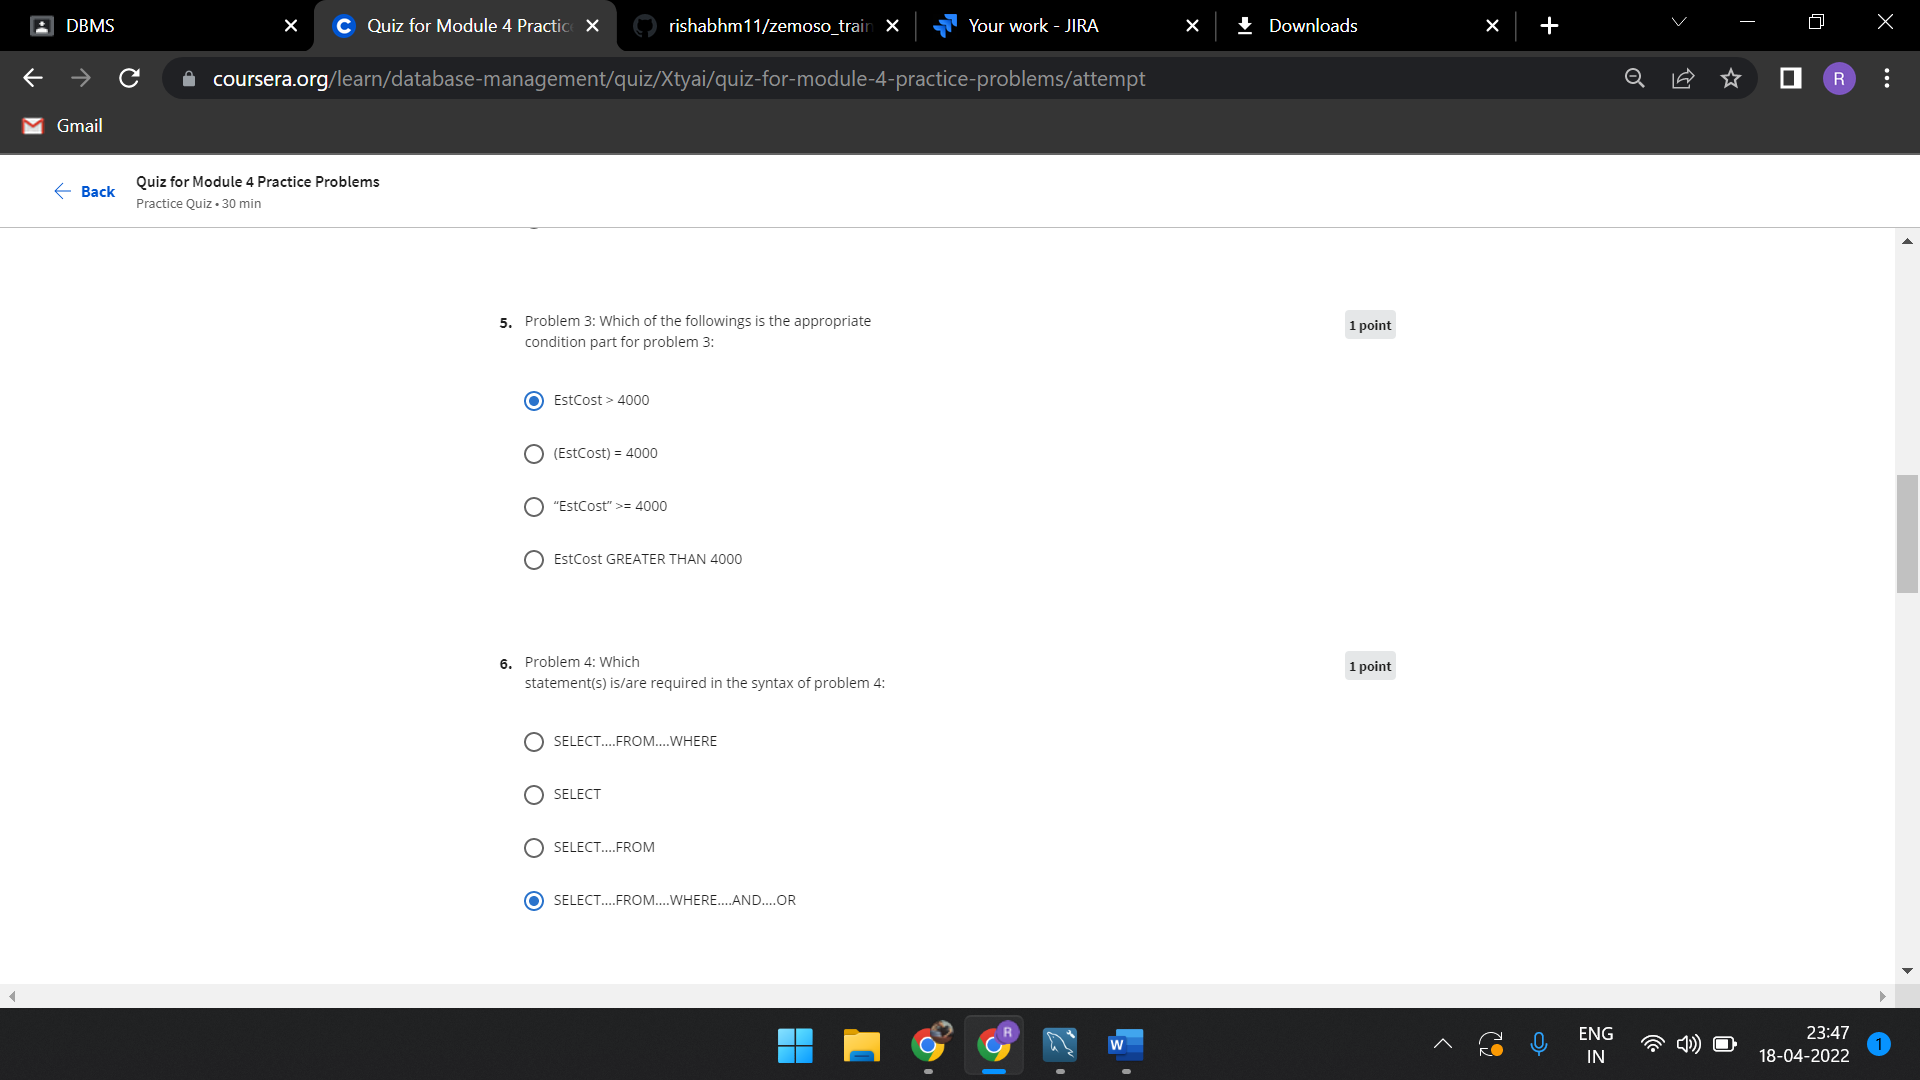 DBMS
Quiz for Module 4 Practic
rishabhm11/zemoso_train
Your work - JIRA
Downloads
coursera.org/learn/database-management/quiz/Xtyai/quiz-for-module-4-practice-problems/attempt
R
Gmail
Back
Quiz for Module 4 Practice Problems
Practice Quiz • 30 min
5. Problem 3: Which of the followings is the appropriate
condition part for problem 3:
1 point
EstCost > 4000
(EstCost) = 4000
“EstCost” >= 4000
EstCost GREATER THAN 4000
6. Problem 4: Which
statement(s) is/are required in the syntax of problem 4:
1 point
SELECT....FROM....WHERE
SELECT
SELECT....FROM
SELECT....FROM....WHERE....AND....OR
R
W
ENG
IN
23:47
18-04-2022
1